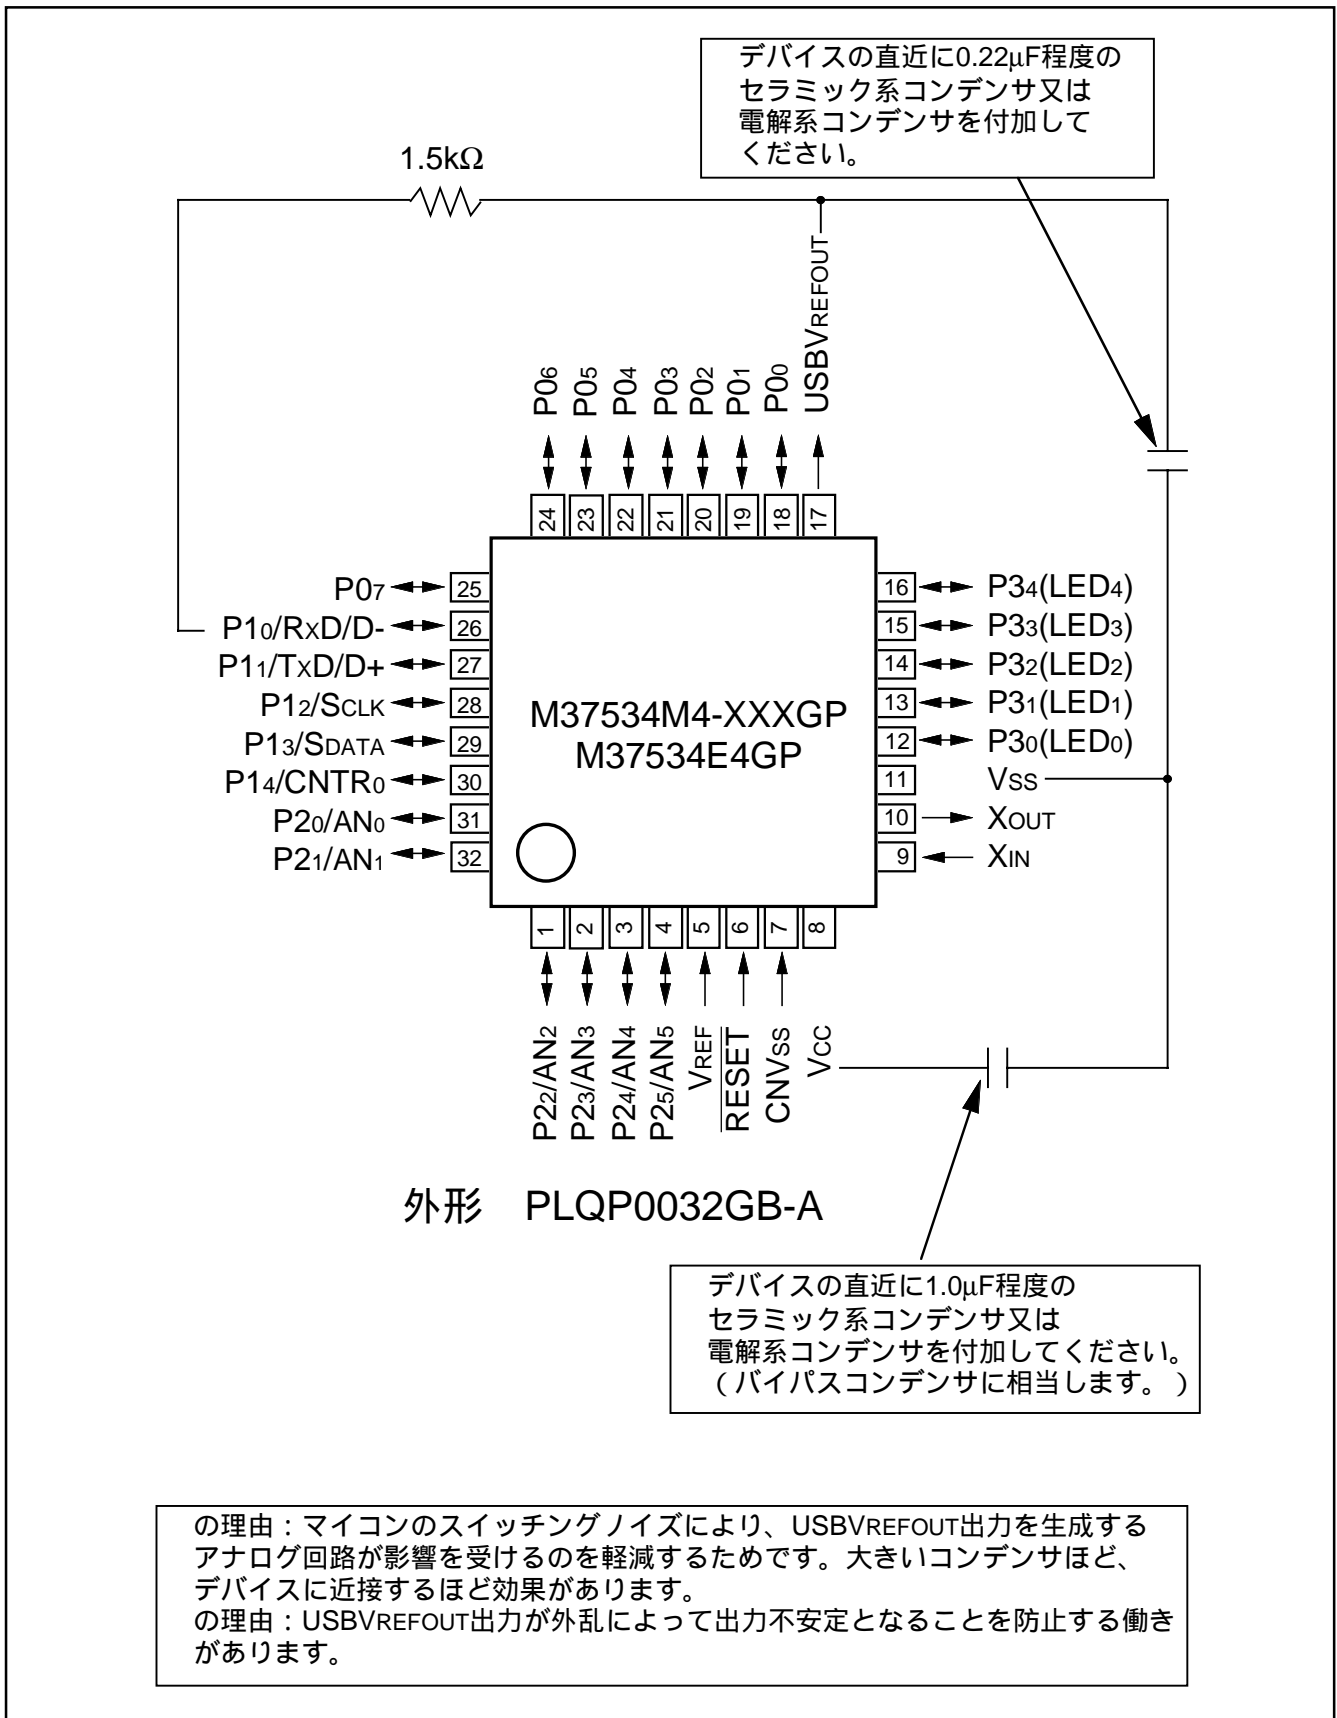 デバイスの直近に0.22μF程度の
セラミック系コンデンサ又は
電解系コンデンサを付加して
ください。
1.5kΩ
USBVREFOUT
P06
P05
P04
P03
P02
P01
P00
24
23
22
21
20
19
18
17
P07
25
P10/RxD/D-
26
P11/TxD/D+
27
P12/SCLK
28
P13/SDATA
29
P14/CNTR0
30
P20/AN0
31
P21/AN1
32
M37534M4-XXXGP
M37534E4GP
16
P34(LED4)
15
P33(LED3)
14
P32(LED2)
13
P31(LED1)
12
P30(LED0)
11
VSS
10
XOUT
9
XIN
1
2
3
4
5
6
7
8
P22/AN2
P23/AN3
P24/AN4
P25/AN5
VREF
RESET
CNVSS
VCC
外形 PLQP0032GB-A
デバイスの直近に1.0μF程度の
セラミック系コンデンサ又は
電解系コンデンサを付加してください。
(バイパスコンデンサに相当します。)
の理由:マイコンのスイッチングノイズにより、USBVREFOUT出力を生成する
アナログ回路が影響を受けるのを軽減するためです。大きいコンデンサほど、
デバイスに近接するほど効果があります。
の理由:USBVREFOUT出力が外乱によって出力不安定となることを防止する働き
があります。